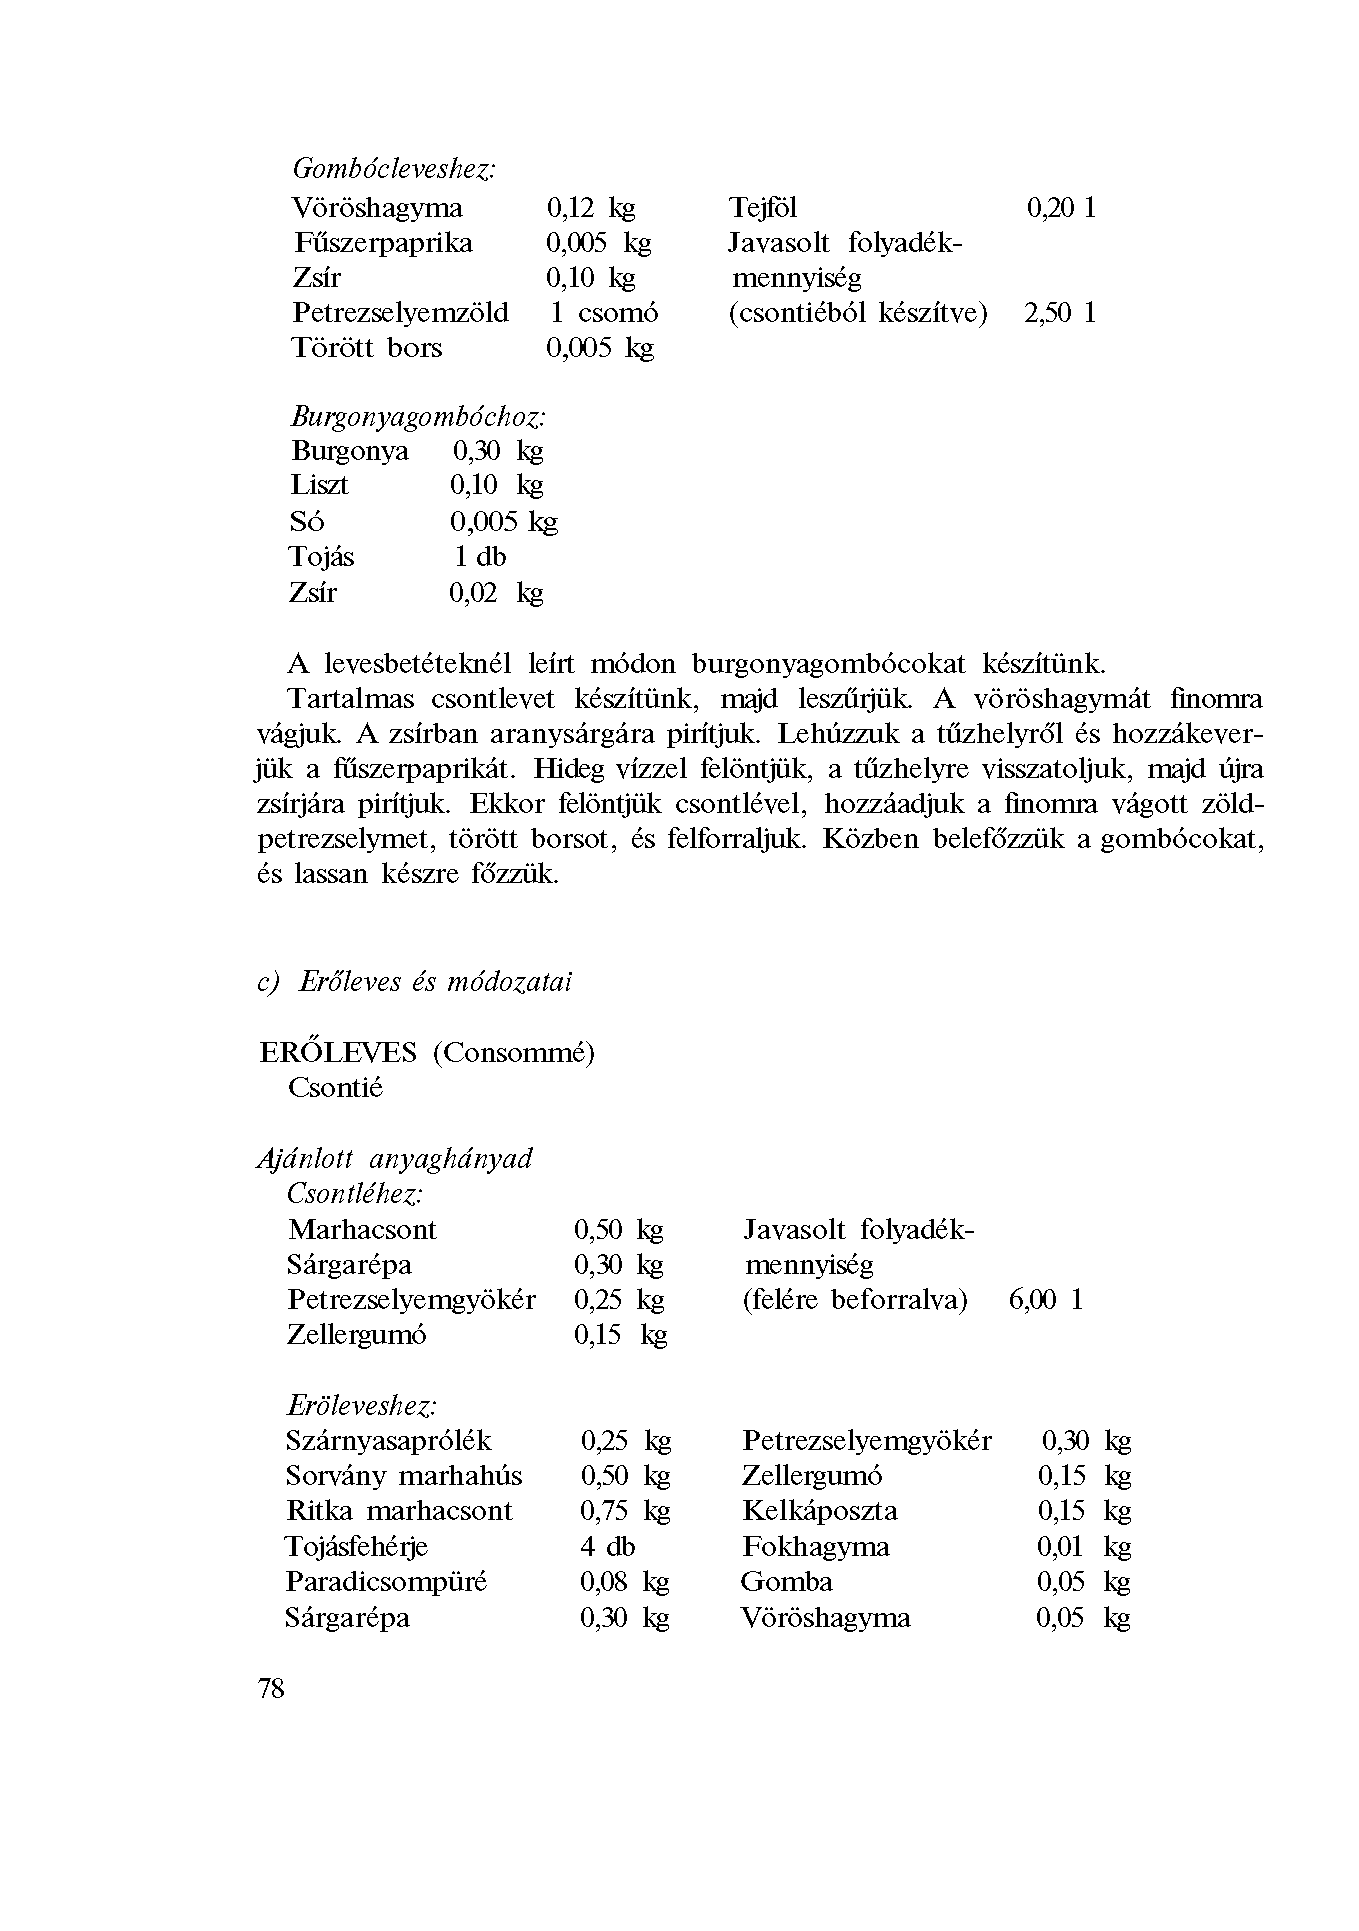 Gombócleveshez:
Vöröshagyma 0,12 kg Tejföl 0,20 l
Fűszerpaprika 0,005 kg Javasolt folyadék-
Zsír 0,10 kg mennyiség
Petrezselyemzöld 1 csomó (csontiéból készítve) 2,50 l
Törött bors 0,005 kg
Burgonyagombóchoz:
Burgonya 0,30 kg
Liszt 0,10 kg
Só 0,005 kg
Tojás 1 db
Zsír 0,02 kg
A levesbetéteknél leírt módon burgonyagombócokat készítünk.
Tartalmas csontlevet készítünk, majd leszűrjük. A vöröshagymát finomra
vágjuk. A zsírban aranysárgára pirítjuk. Lehúzzuk a tűzhelyről és hozzákever-
jük a fűszerpaprikát. Hideg vízzel felöntjük, a tűzhelyre visszatoljuk, majd újra
zsírjára pirítjuk. Ekkor felöntjük csontlével, hozzáadjuk a finomra vágott zöld-
petrezselymet, törött borsot, és felforraljuk. Közben belefőzzük a gombócokat,
és lassan készre főzzük.
c) Erőleves és módozatai
ERŐLEVES (Consommé)
Csontié
Ajánlott anyaghányad
Csontléhez:
Marhacsont 0,50 kg Javasolt folyadék-
Sárgarépa 0,30 kg mennyiség
Petrezselyemgyökér 0,25 kg (felére beforralva) 6,00 l
Zellergumó 0,15 kg
Eröleveshez:
Szárnyasaprólék 0,25 kg Petrezselyemgyökér 0,30 kg
Sorvány marhahús 0,50 kg Zellergumó 0,15 kg
Ritka marhacsont 0,75 kg Kelkáposzta 0,15 kg
Tojásfehérje 4 db Fokhagyma 0,01 kg
Paradicsompüré 0,08 kg Gomba 0,05 kg
Sárgarépa 0,30 kg Vöröshagyma 0,05 kg
78